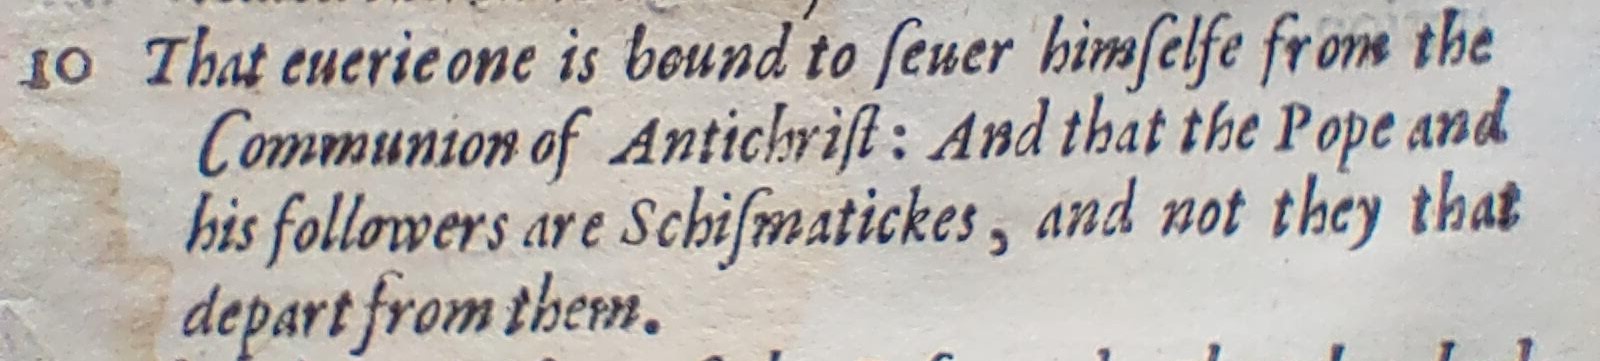 10 That euerie one is bound to ſeuer himſelfe from the
Communion of Antichriſt: And that the Pope and
his followers are Schiſmatickes, and not they that
depart from them.